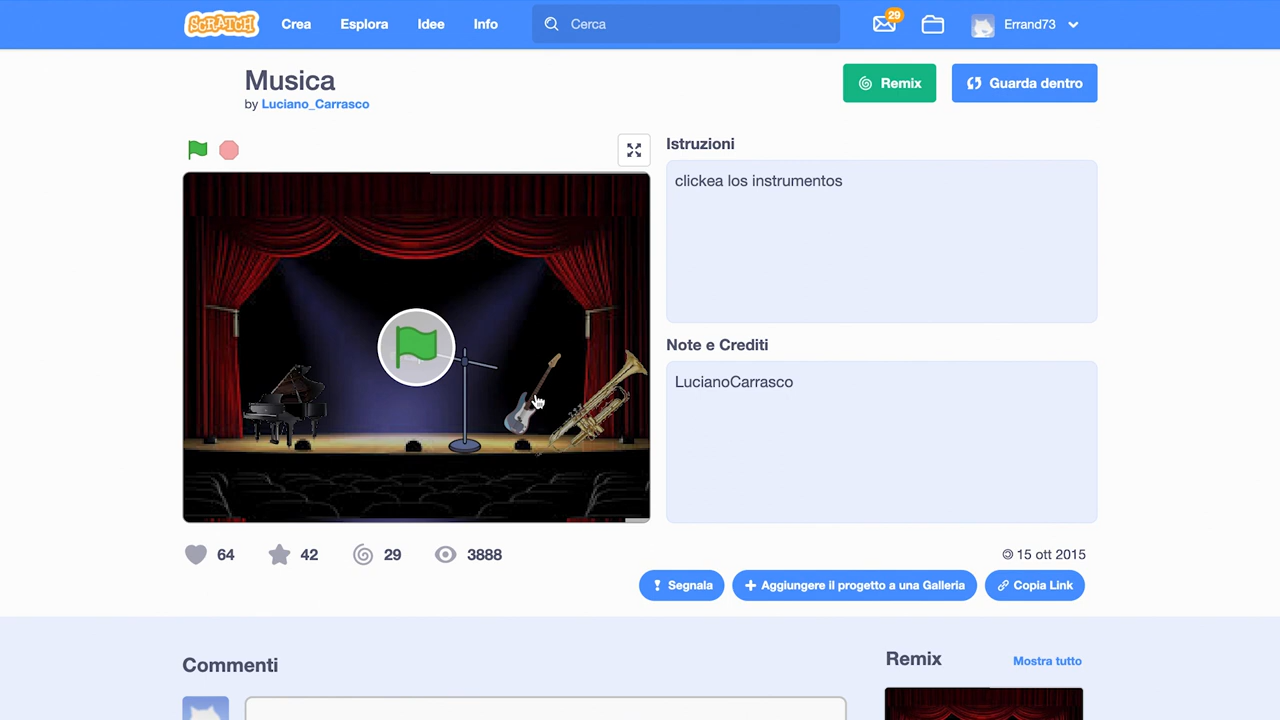 SCRATCH Crea Esplora Idee Info Cerca 29 Errand73
Musica
by Luciano_Carrasco
Remix Guarda dentro
Istruzioni
clickea los instrumentos
Note e Crediti
LucianoCarrasco
64 42 29 3888
15 ott 2015
Segnala Aggiungere il progetto a una Galleria Copia Link
Commenti
Remix Mostra tutto